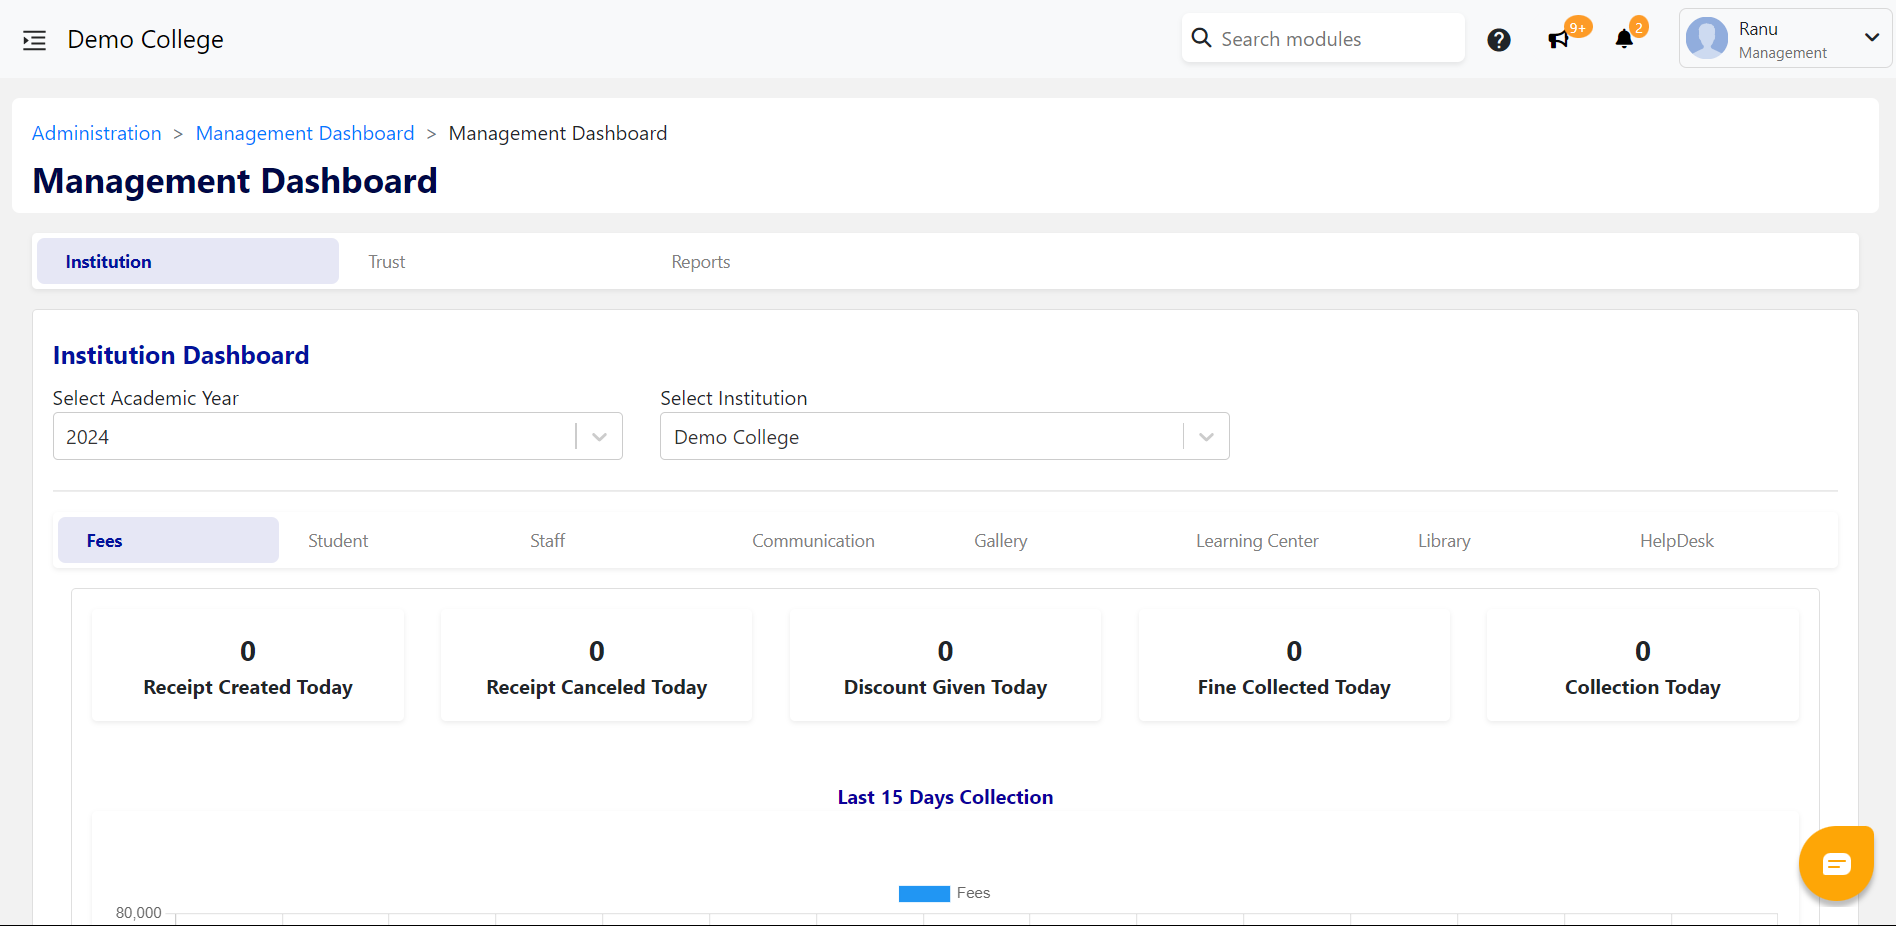 Demo College
Search modules
9+
2
Ranu
Management
Administration > Management Dashboard > Management Dashboard
Management Dashboard
Institution Trust Reports
Institution Dashboard
Select Academic Year Select Institution
2024 Demo College
Fees Student Staff Communication Gallery Learning Center Library HelpDesk
0 0 0 0 0
Receipt Created Today Receipt Canceled Today Discount Given Today Fine Collected Today Collection Today
Last 15 Days Collection
Fees
80,000